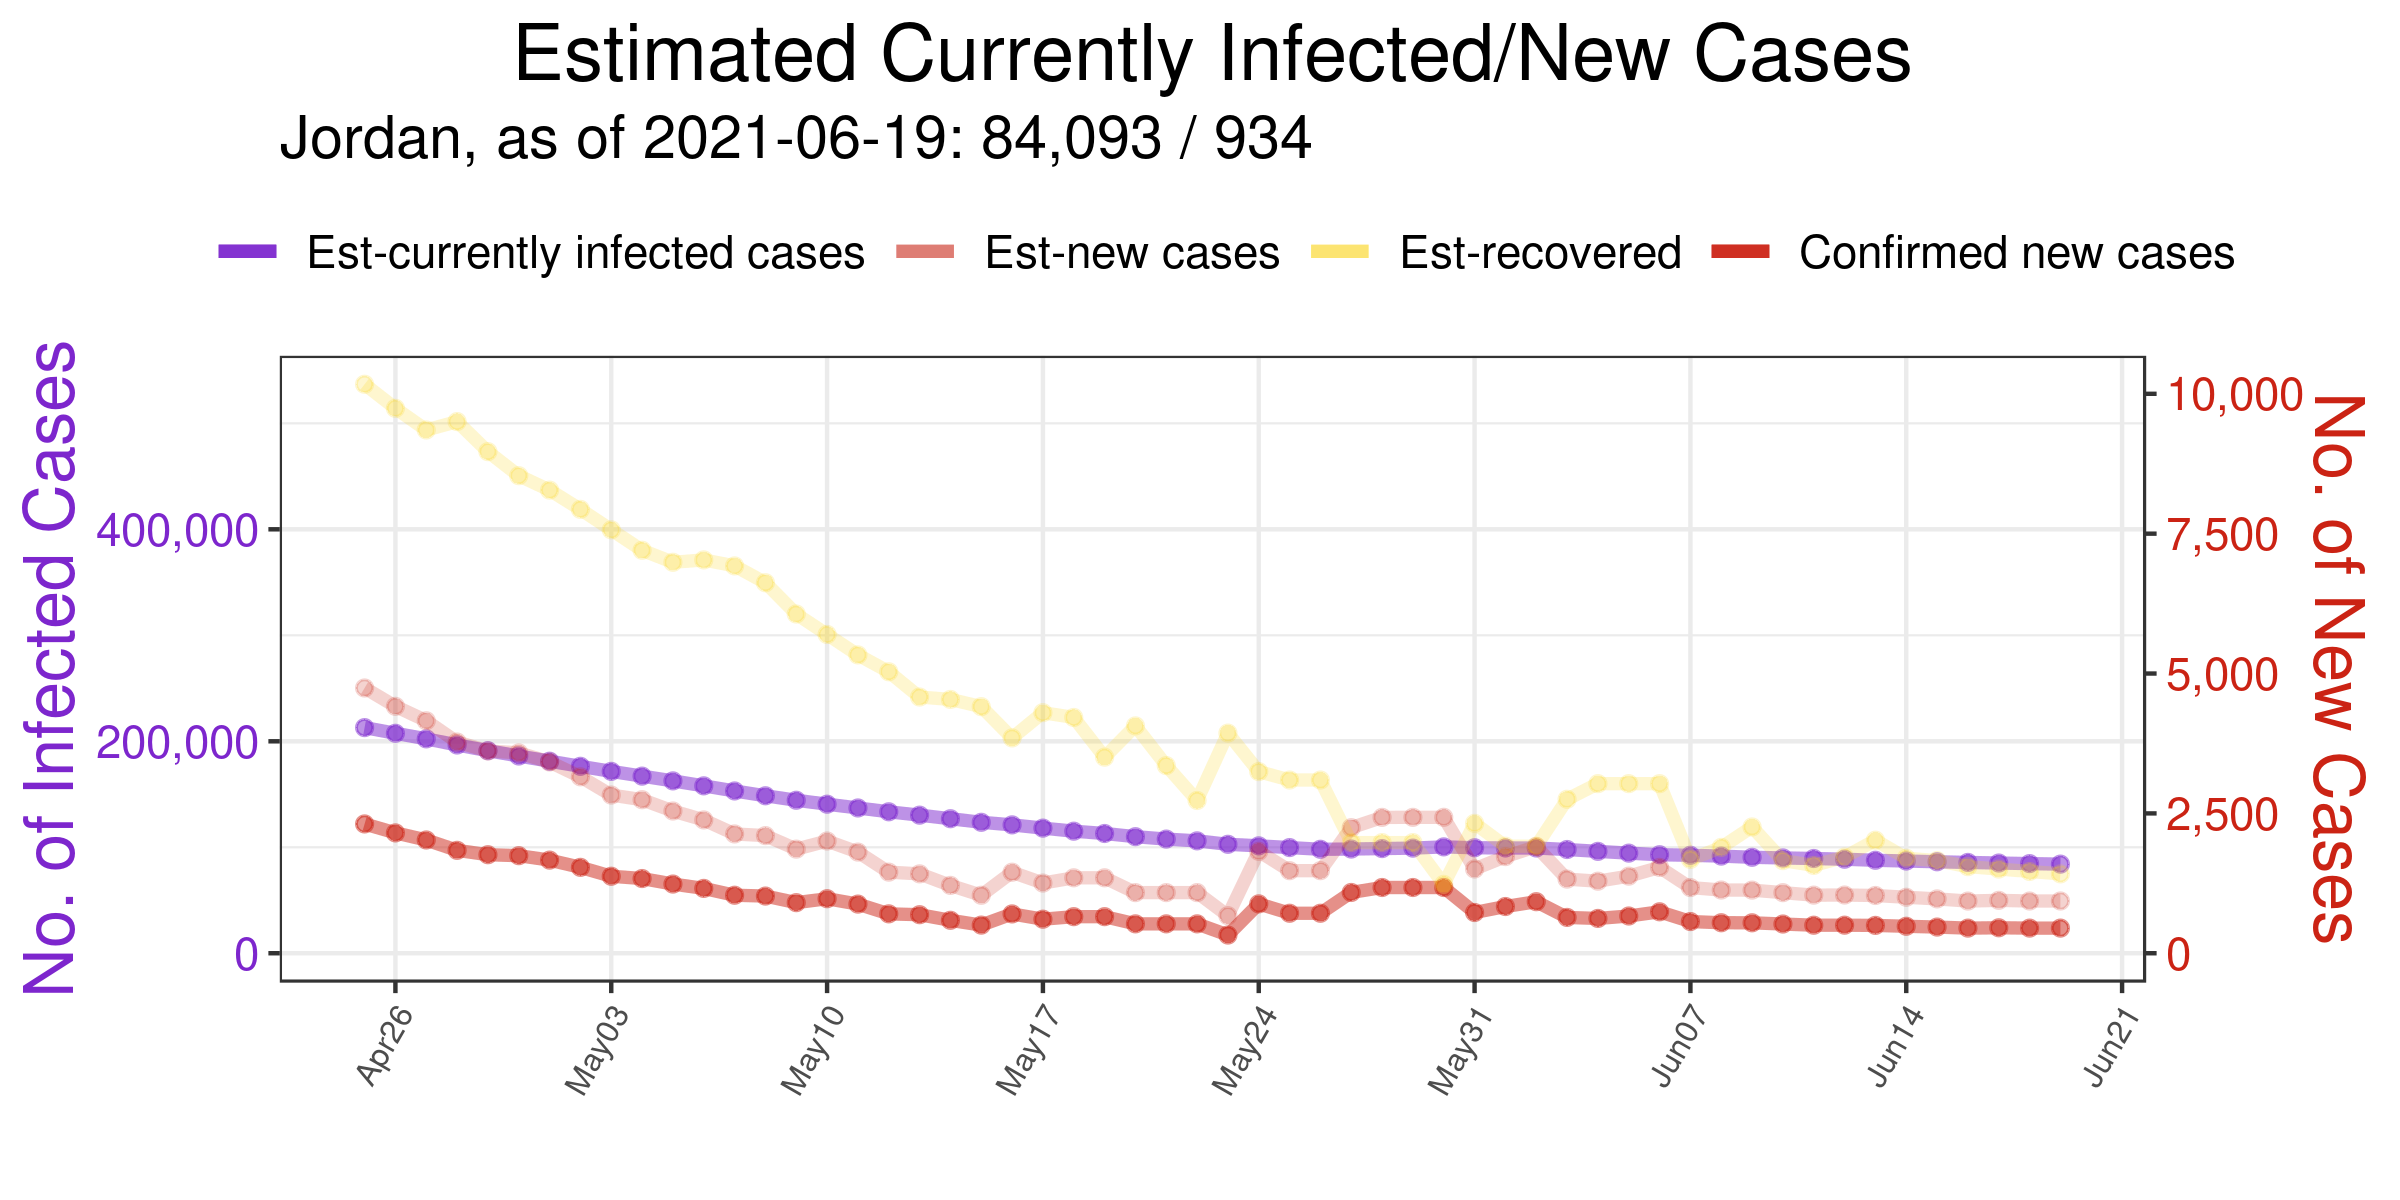 Estimated Currently Infected/New Cases
Jordan, as of 2021-06-19: 84,093 / 934
Est-currently infected cases Est-new cases Est-recovered Confirmed new cases
No. of Infected Cases
400,000
200,000
0
10,000
7,500
5,000
2,500
0
No. of New Cases
Apr26 May03 May10 May17 May24 May31 Jun07 Jun14 Jun21